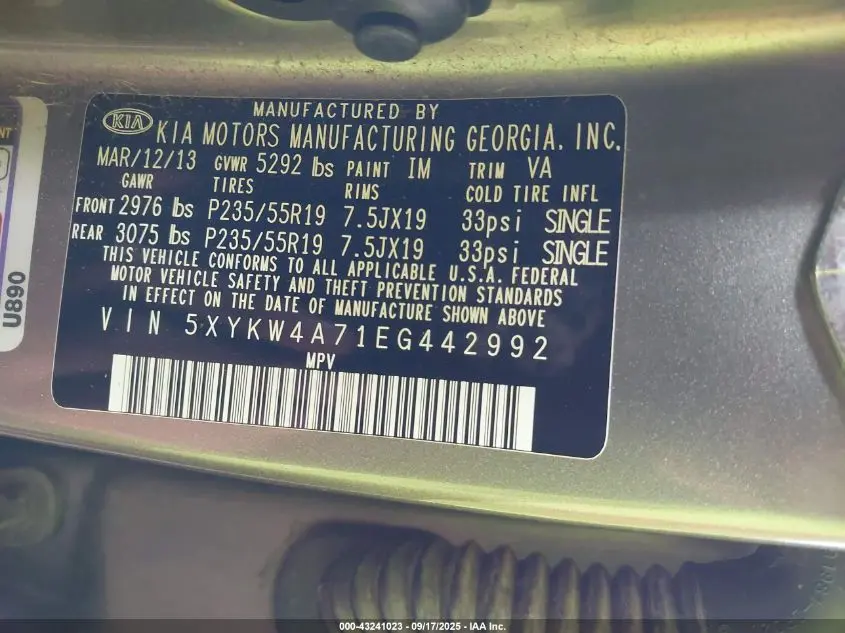 MANUFACTURED BY
KIA KIA MOTORS MANUFACTURING GEORGIA, INC.
MAR/12/13 GVWR 5292 lbs PAINT IM TRIM VA
GAWR TIRES RIMS COLD TIRE INFL
FRONT 2976 lbs P235/55R19 7.5JX19 33psi SINGLE
REAR 3075 lbs P235/55R19 7.5JX19 33psi SINGLE
THIS VEHICLE CONFORMS TO ALL APPLICABLE U.S.A. FEDERAL
MOTOR VEHICLE SAFETY AND THEFT PREVENTION STANDARDS
IN EFFECT ON THE DATE OF MANUFACTURE SHOWN ABOVE
VIN 5XYKW4A71EG442992
MPV
U890
000-43241023 - 09/17/2025 - IAA Inc.